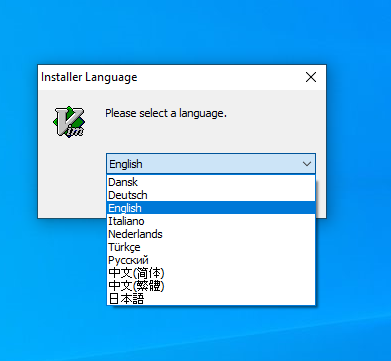 Installer Language
Please select a language.
English
Dansk
Deutsch
English
Italiano
Nederlands
Türkçe
Русский
中文(简体)
中文(繁體)
日本語